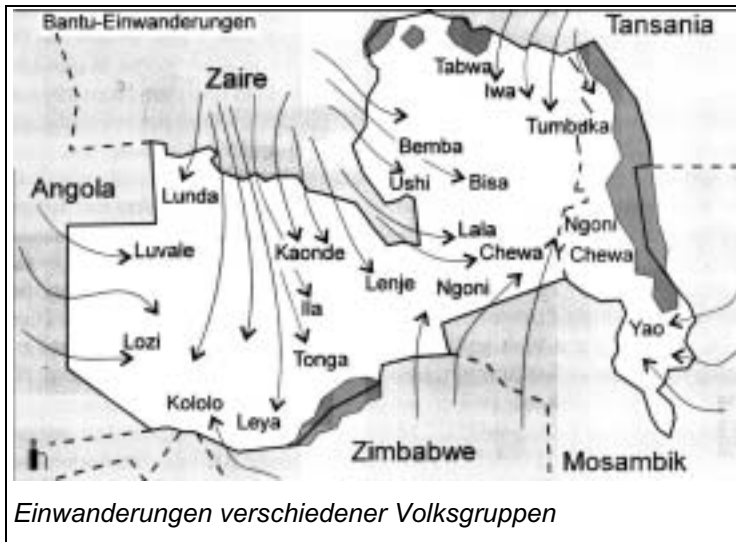 Bantu-Einwanderungen
Tansania
Zaire
Tabwa
Iwa
Tumbuka
Bemba
Ushi
Bisa
Angola
Lunda
Luvale
Kaonde
Lala
Ngoni
Chewa
Chewa
Lenje
Ngoni
Ila
Lozi
Tonga
Yao
Kololo
Leya
Zimbabwe
Mosambik
Einwanderungen verschiedener Volksgruppen